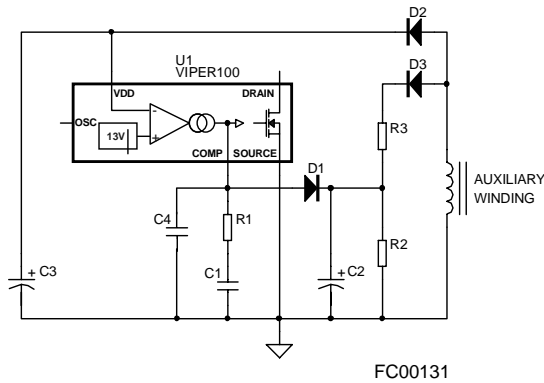 D2
U1
VIPER100
D3
VDD
DRAIN
-
OSC
13V
+
COMP SOURCE
R3
D1
AUXILIARY
WINDING
C4
R1
R2
+ C3
C1
+ C2
FC00131